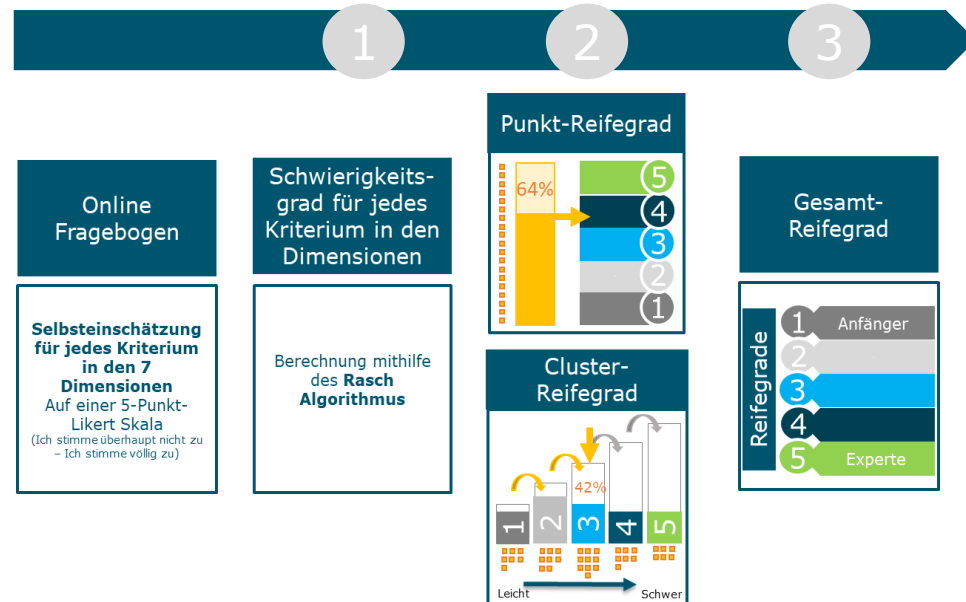 1
2
3
Online
Fragebogen
Selbsteinschätzung
für jedes Kriterium
in den 7
Dimensionen
Auf einer 5-Punkt-
Likert Skala
(Ich stimme überhaupt nicht zu
– Ich stimme völlig zu)
Schwierigkeits-
grad für jedes
Kriterium in den
Dimensionen
Berechnung mithilfe
des Rasch
Algorithmus
Punkt-Reifegrad
64%
5
4
3
2
1
Cluster-
Reifegrad
42%
1
2
3
4
5
Leicht
Schwer
Gesamt-
Reifegrad
Reifegrade
1 Anfänger
2
3
4
5 Experte